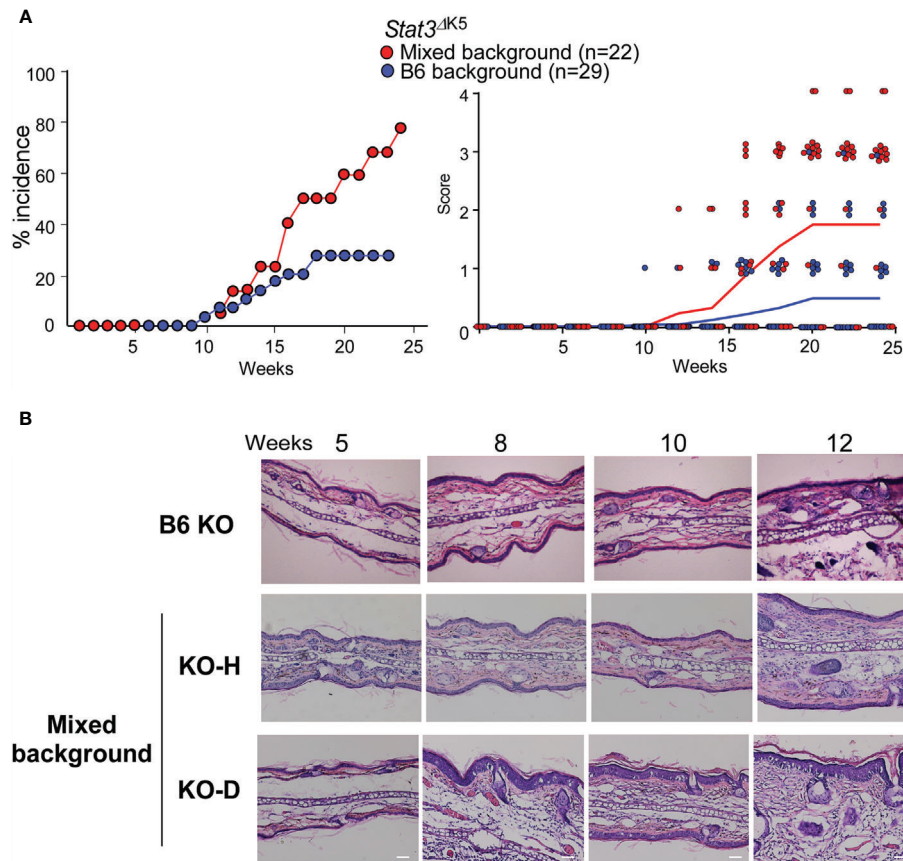 A
Stat3ΔK5
Mixed background (n=22)
B6 background (n=29)
% incidence
100
80
60
40
20
0
5
10
15
20
25
Weeks
Score
4
3
2
1
0
5
10
15
20
25
Weeks
B
Weeks 5 8 10 12
B6 KO
Mixed
background
KO-H
KO-D